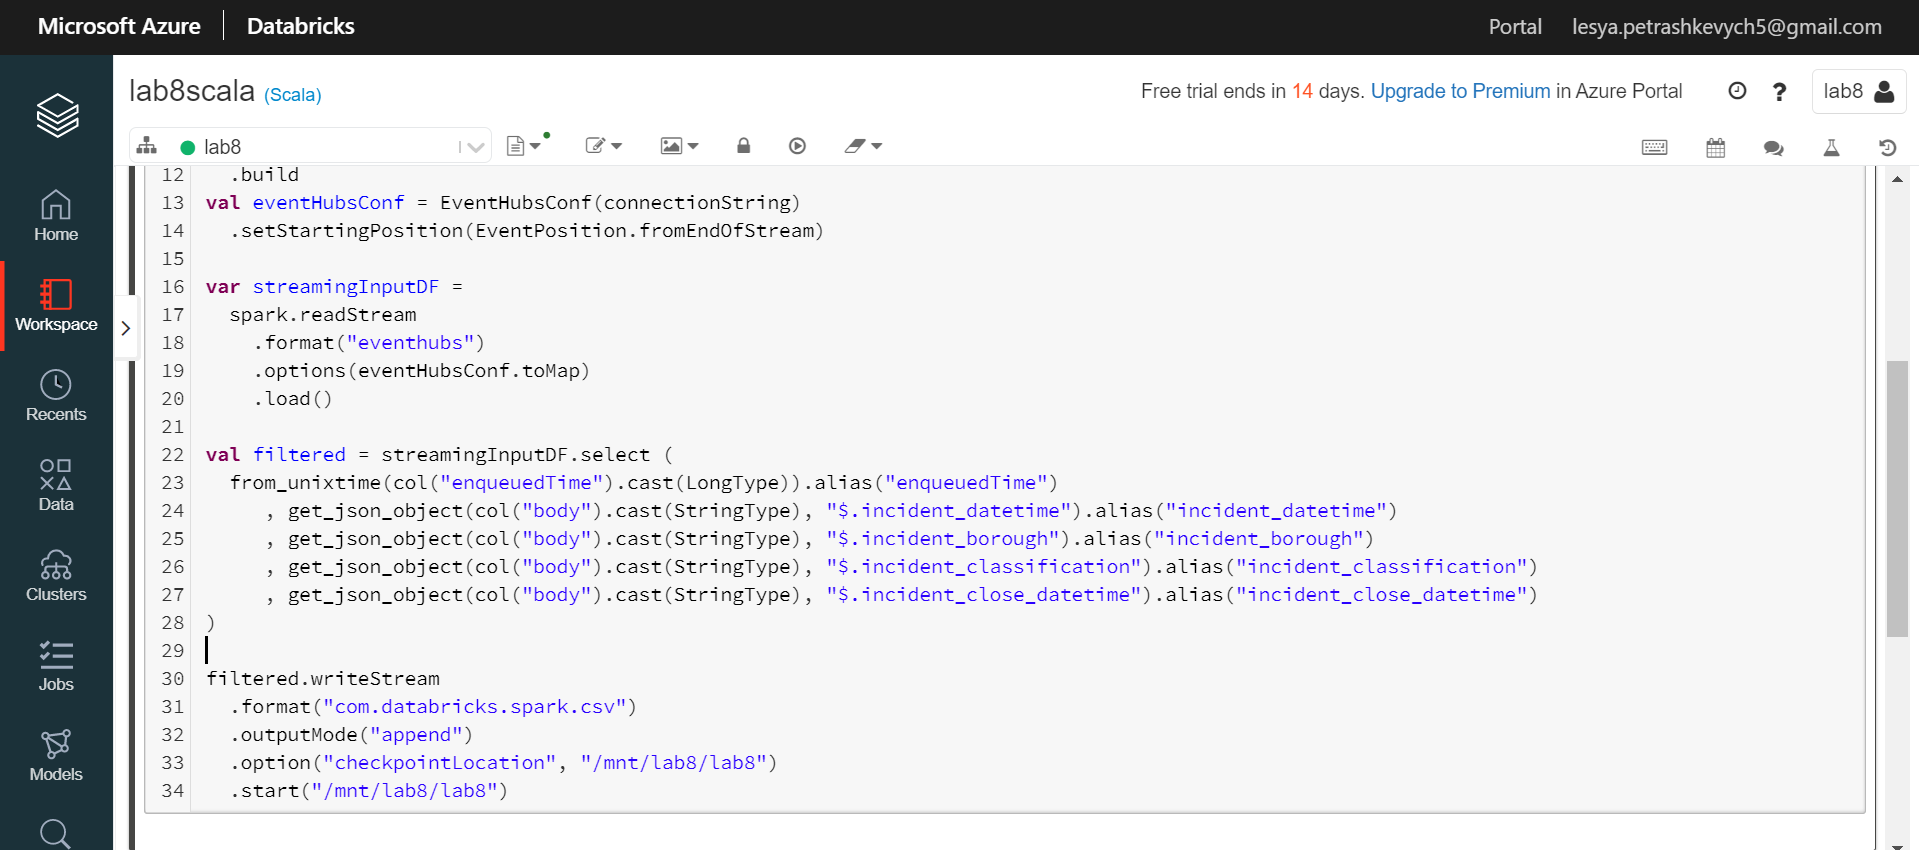 Microsoft Azure Databricks Portal lesya.petrashkevych5@gmail.com
lab8scala (Scala) Free trial ends in 14 days. Upgrade to Premium in Azure Portal ? lab8
lab8
Home
Workspace
Recents
Data
Clusters
Jobs
Models
12 .build
13 val eventHubsConf = EventHubsConf(connectionString)
14 .setStartingPosition(EventPosition.fromEndOfStream)
15
16 var streamingInputDF =
17 spark.readStream
18 .format("eventhubs")
19 .options(eventHubsConf.toMap)
20 .load()
21
22 val filtered = streamingInputDF.select (
23 from_unixtime(col("enqueuedTime").cast(LongType)).alias("enqueuedTime")
24 , get_json_object(col("body").cast(StringType), "$.incident_datetime").alias("incident_datetime")
25 , get_json_object(col("body").cast(StringType), "$.incident_borough").alias("incident_borough")
26 , get_json_object(col("body").cast(StringType), "$.incident_classification").alias("incident_classification")
27 , get_json_object(col("body").cast(StringType), "$.incident_close_datetime").alias("incident_close_datetime")
28 )
29
30 filtered.writeStream
31 .format("com.databricks.spark.csv")
32 .outputMode("append")
33 .option("checkpointLocation", "/mnt/lab8/lab8")
34 .start("/mnt/lab8/lab8")